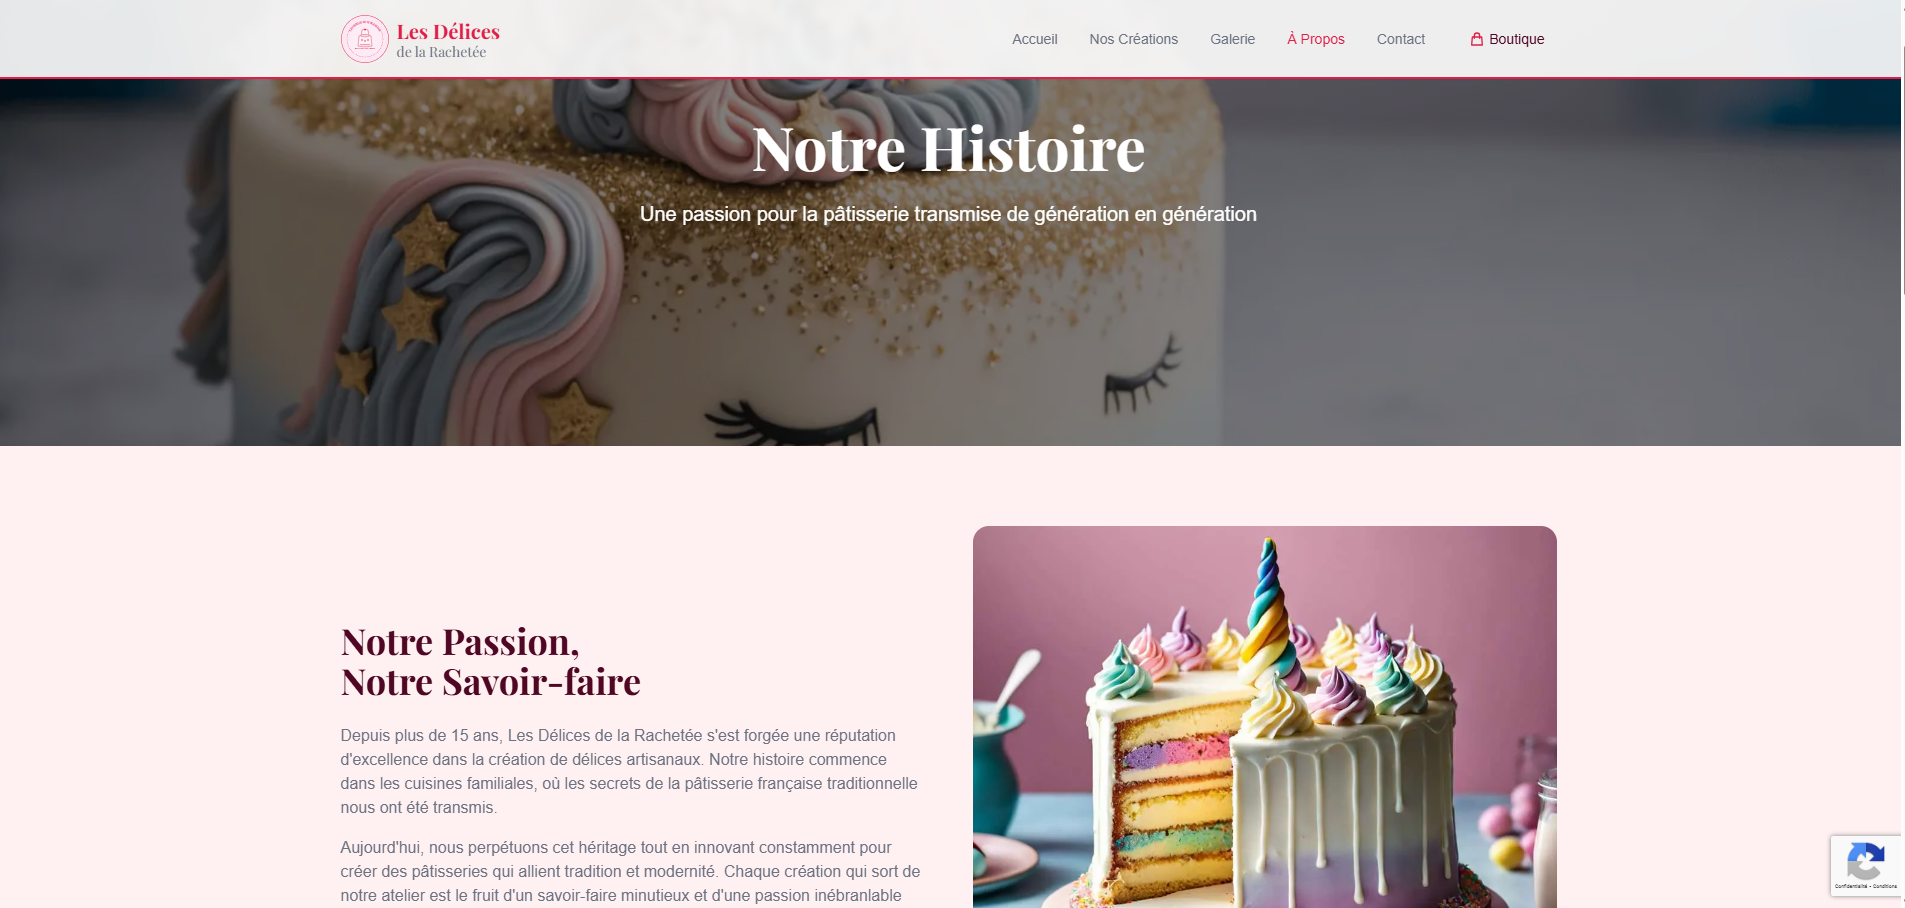 Les Délices
de la Rachetée
Accueil
Nos Créations
Galerie
À Propos
Contact
Boutique
Notre Histoire
Une passion pour la pâtisserie transmise de génération en génération
Notre Passion,
Notre Savoir-faire
Depuis plus de 15 ans, Les Délices de la Rachetée s'est forgée une réputation
d'excellence dans la création de délices artisanaux. Notre histoire commence
dans les cuisines familiales, où les secrets de la pâtisserie française traditionnelle
nous ont été transmis.
Aujourd'hui, nous perpétuons cet héritage tout en innovant constamment pour
créer des pâtisseries qui allient tradition et modernité. Chaque création qui sort de
notre atelier est le fruit d'un savoir-faire minutieux et d'une passion inébranlable
Confidentialité - Conditions